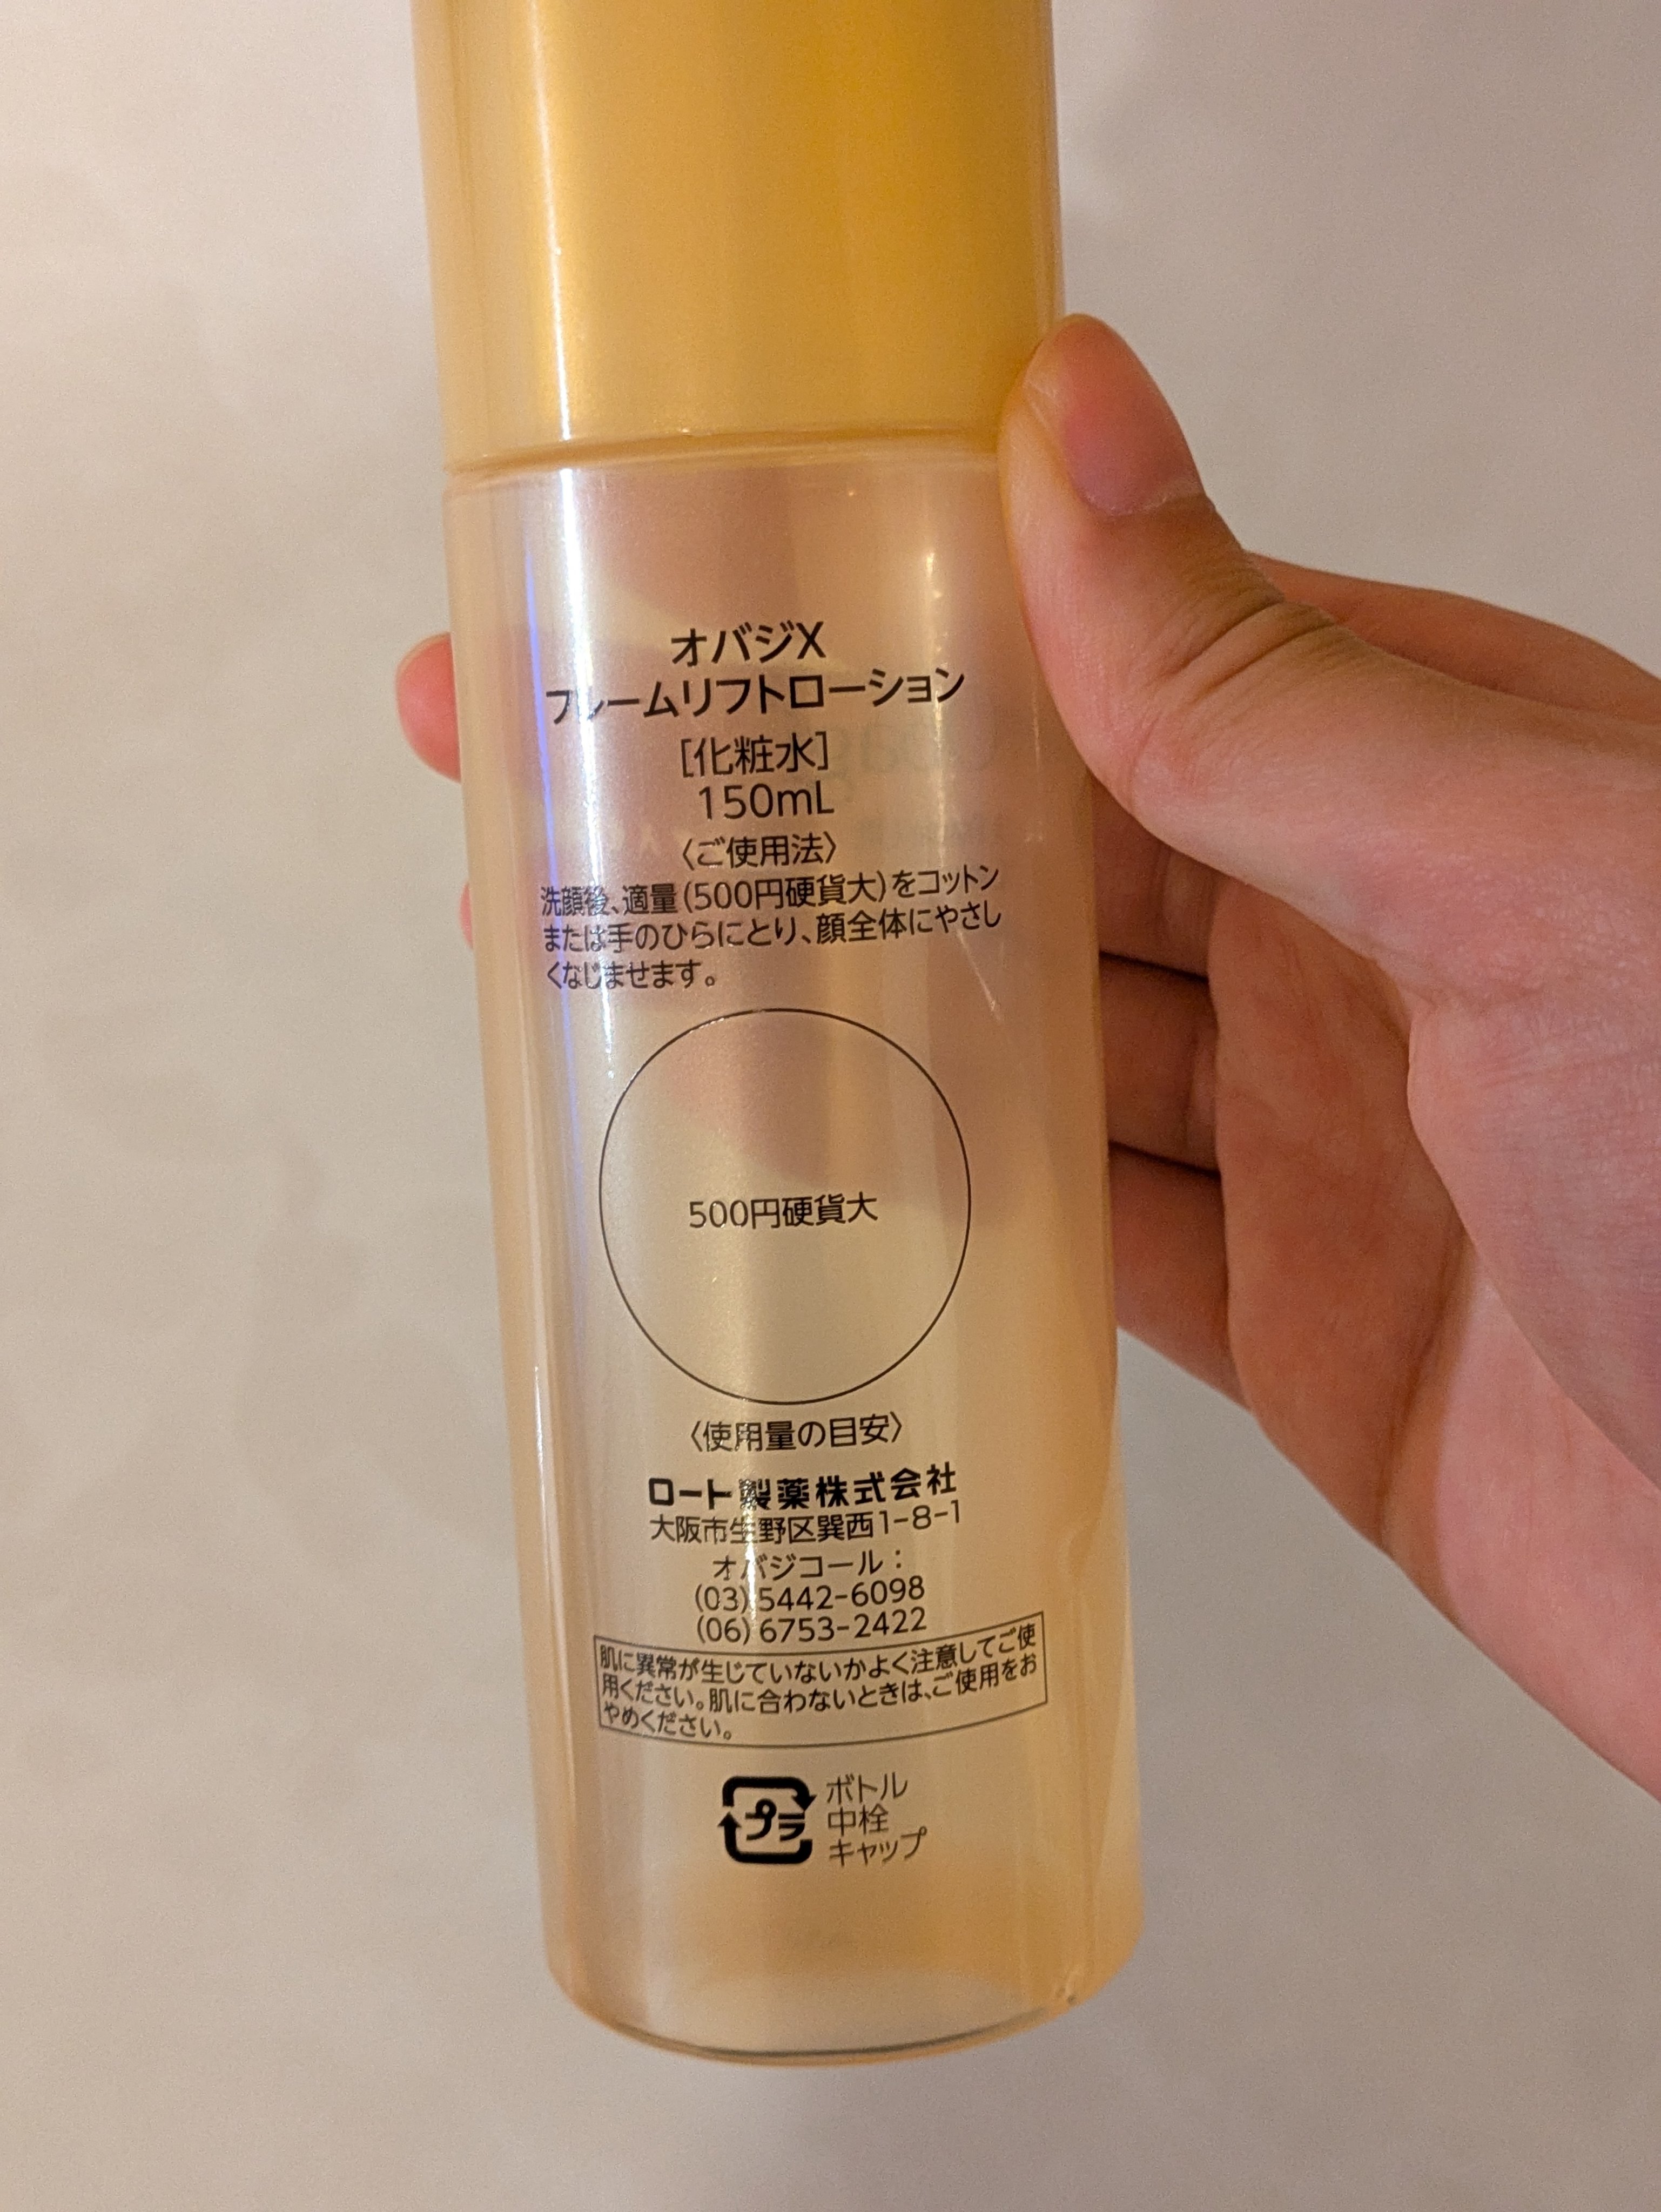 オバジX
フレームリフトローション
[化粧水]
150mL
〈ご使用法〉
洗顔後、適量(500円硬貨大)をコットン
または手のひらにとり、顔全体にやさし
くなじませます。
500円硬貨大
〈使用量の目安〉
ロート製薬株式会社
大阪市生野区巽西1-8-1
オバジコール：
(03)5442-6098
(06)6753-2422
肌に異常が生じていないかよく注意してご使
用ください。肌に合わないときは、ご使用をお
やめください。
プラ
ボトル
中栓
キャップ